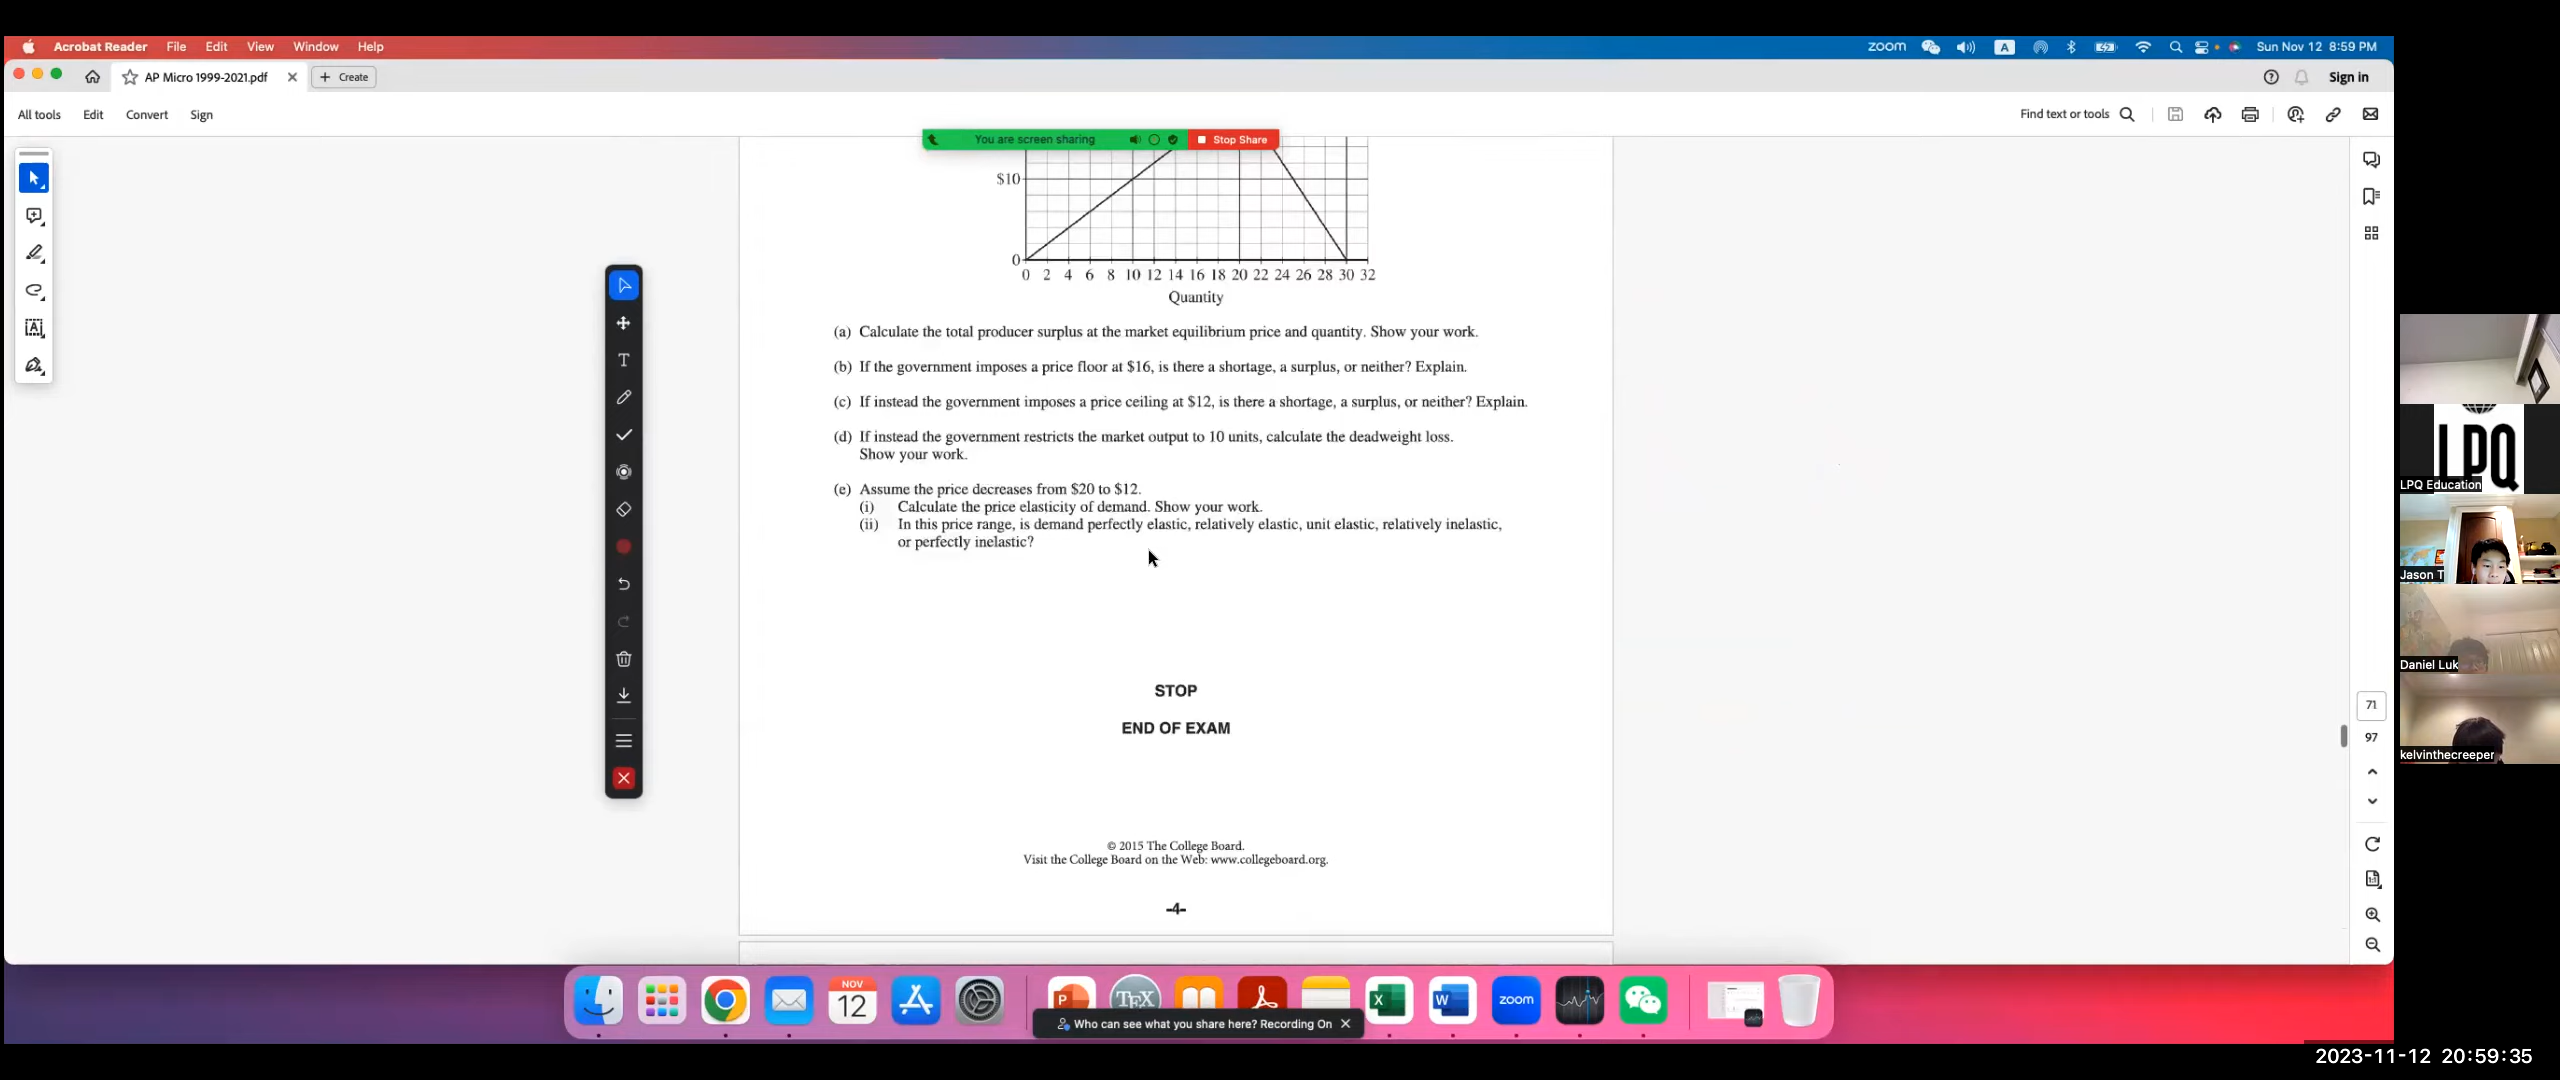 Acrobat Reader File Edit View Window Help
zoom A Sun Nov 12 8:59 PM
AP Micro 1999-2021.pdf + Create Sign in
All tools Edit Convert Sign Find text or tools
You are screen sharing Stop Share
$10
0
0 2 4 6 8 10 12 14 16 18 20 22 24 26 28 30 32
Quantity
(a) Calculate the total producer surplus at the market equilibrium price and quantity. Show your work.
(b) If the government imposes a price floor at $16, is there a shortage, a surplus, or neither? Explain.
(c) If instead the government imposes a price ceiling at $12, is there a shortage, a surplus, or neither? Explain.
(d) If instead the government restricts the market output to 10 units, calculate the deadweight loss.
Show your work.
(e) Assume the price decreases from $20 to $12.
(i) Calculate the price elasticity of demand. Show your work.
(ii) In this price range, is demand perfectly elastic, relatively elastic, unit elastic, relatively inelastic,
or perfectly inelastic?
STOP
END OF EXAM
© 2015 The College Board.
Visit the College Board on the Web: www.collegeboard.org.
-4-
71
97
LPQ
LPQ Education
Jason T
Daniel Luk
kelvinthecreeper
NOV
12
P
TEX
X
W
zoom
Who can see what you share here? Recording On
2023-11-12 20:59:35